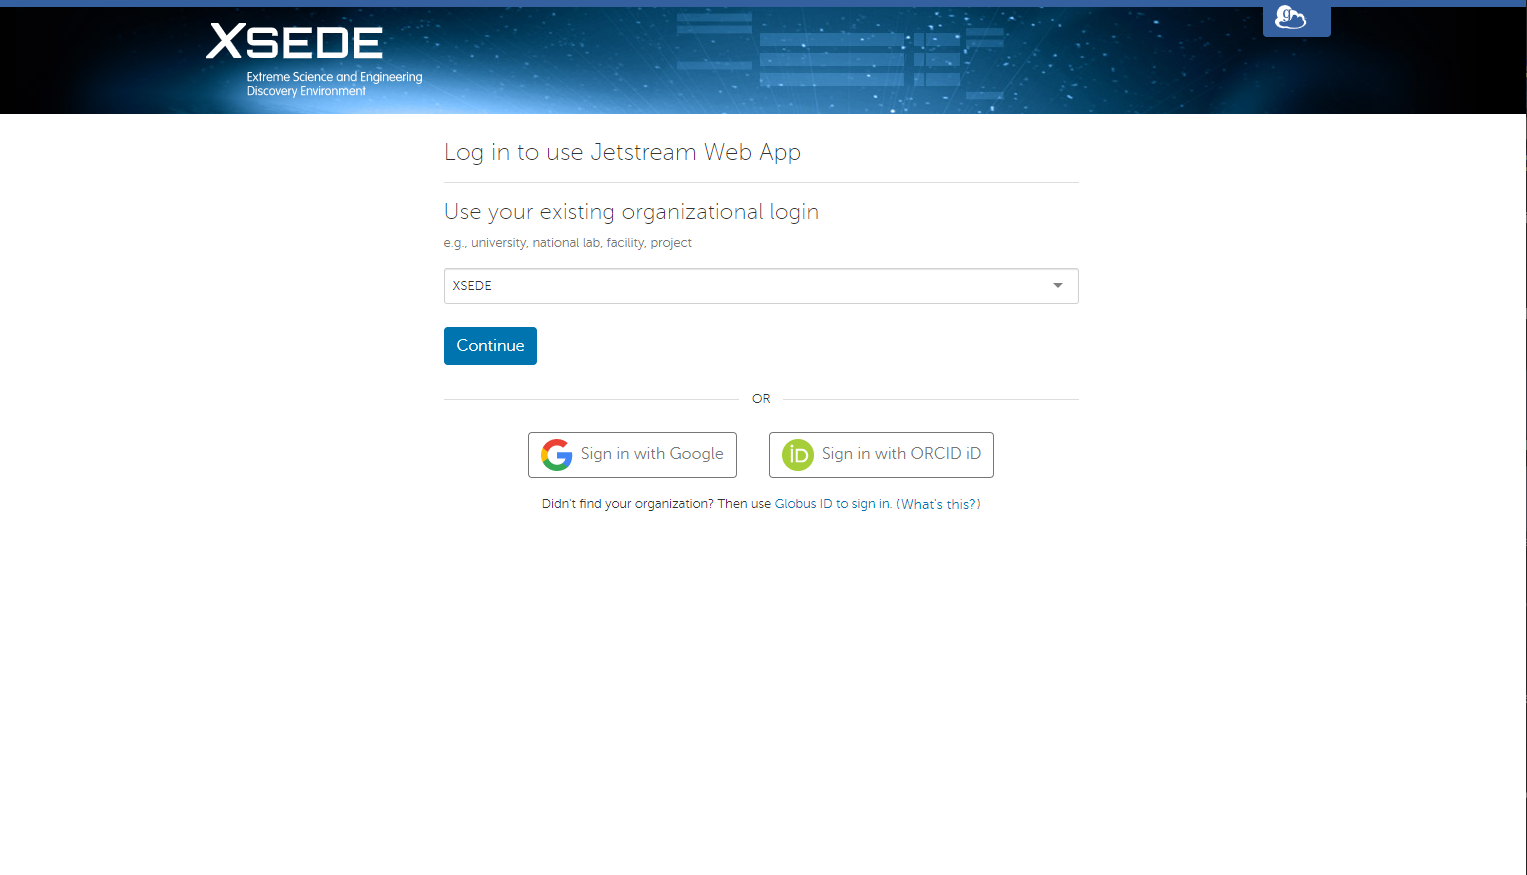 XSEDE
Extreme Science and Engineering
Discovery Environment
g
Log in to use Jetstream Web App
Use your existing organizational login
e.g., university, national lab, facility, project
XSEDE
Continue
OR
Sign in with Google
iD Sign in with ORCID iD
Didn't find your organization? Then use Globus ID to sign in. (What's this?)